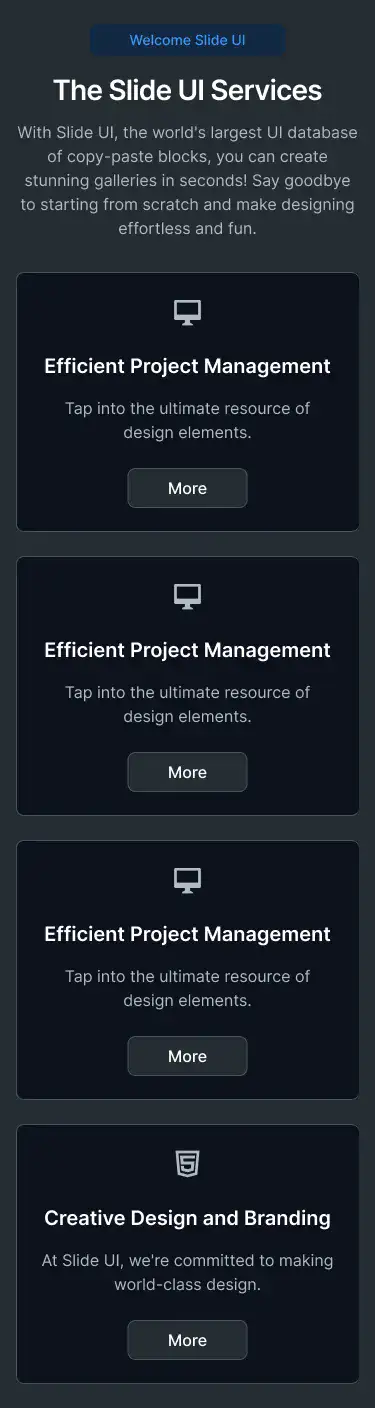 Welcome Slide UI
The Slide UI Services
With Slide UI, the world's largest UI database
of copy-paste blocks, you can create
stunning galleries in seconds! Say goodbye
to starting from scratch and make designing
effortless and fun.
Efficient Project Management
Tap into the ultimate resource of
design elements.
More
Efficient Project Management
Tap into the ultimate resource of
design elements.
More
Efficient Project Management
Tap into the ultimate resource of
design elements.
More
5
Creative Design and Branding
At Slide UI, we're committed to making
world-class design.
More